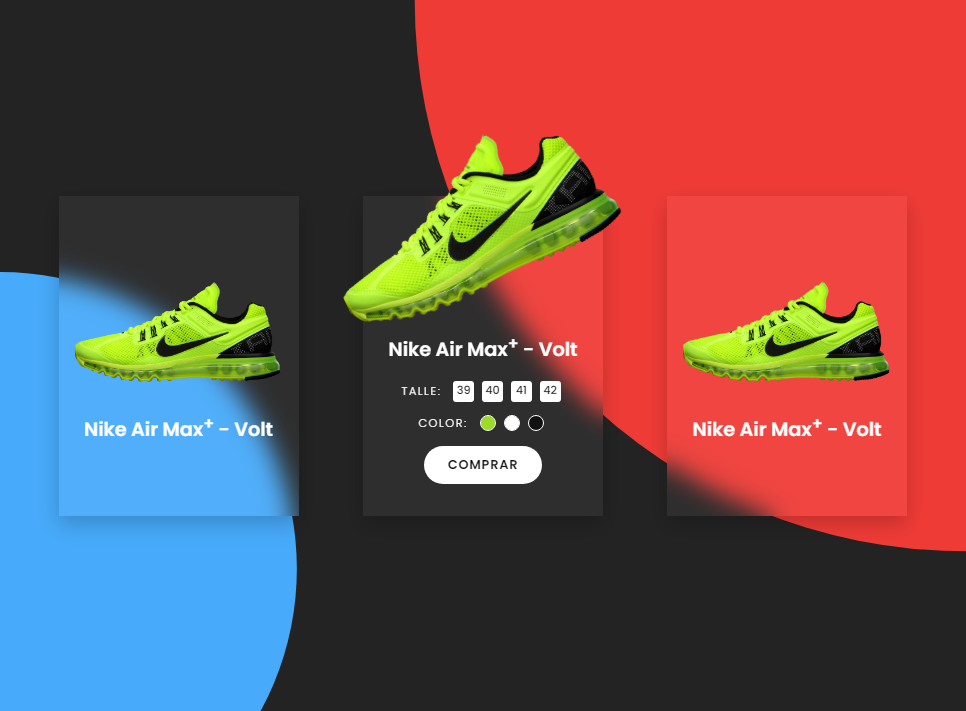 Nike Air Max+ - Volt
Nike Air Max+ - Volt
TALLE: 39 40 41 42
COLOR:
COMPRAR
Nike Air Max+ - Volt